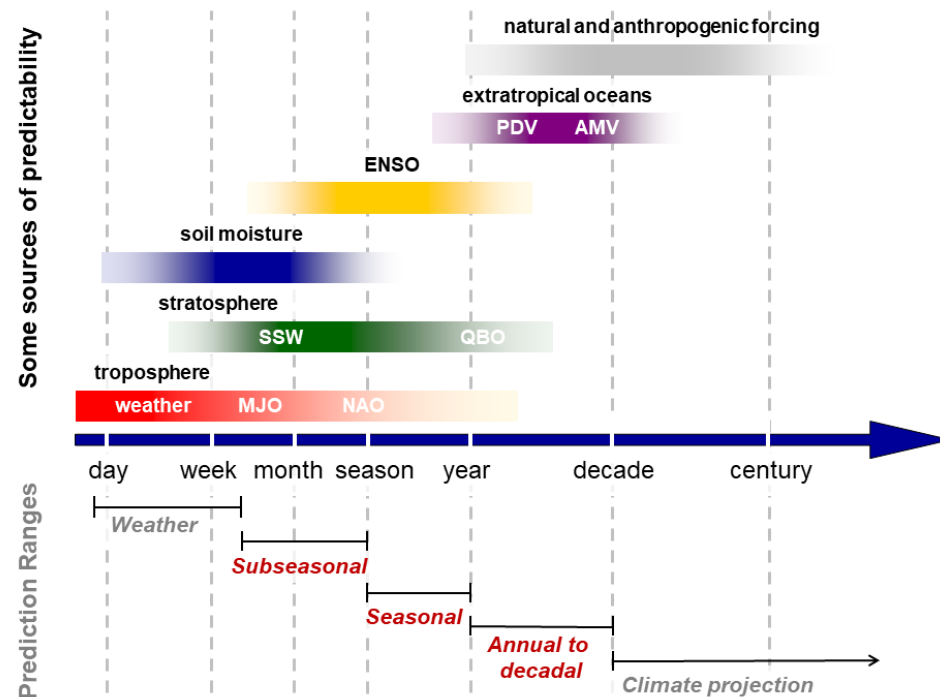 Some sources of predictability
natural and anthropogenic forcing
extratropical oceans
PDV AMV
ENSO
soil moisture
stratosphere
SSW QBO
troposphere
weather MJO NAO
day week month season year decade century
Prediction Ranges
Weather
Subseasonal
Seasonal
Annual to
decadal
Climate projection